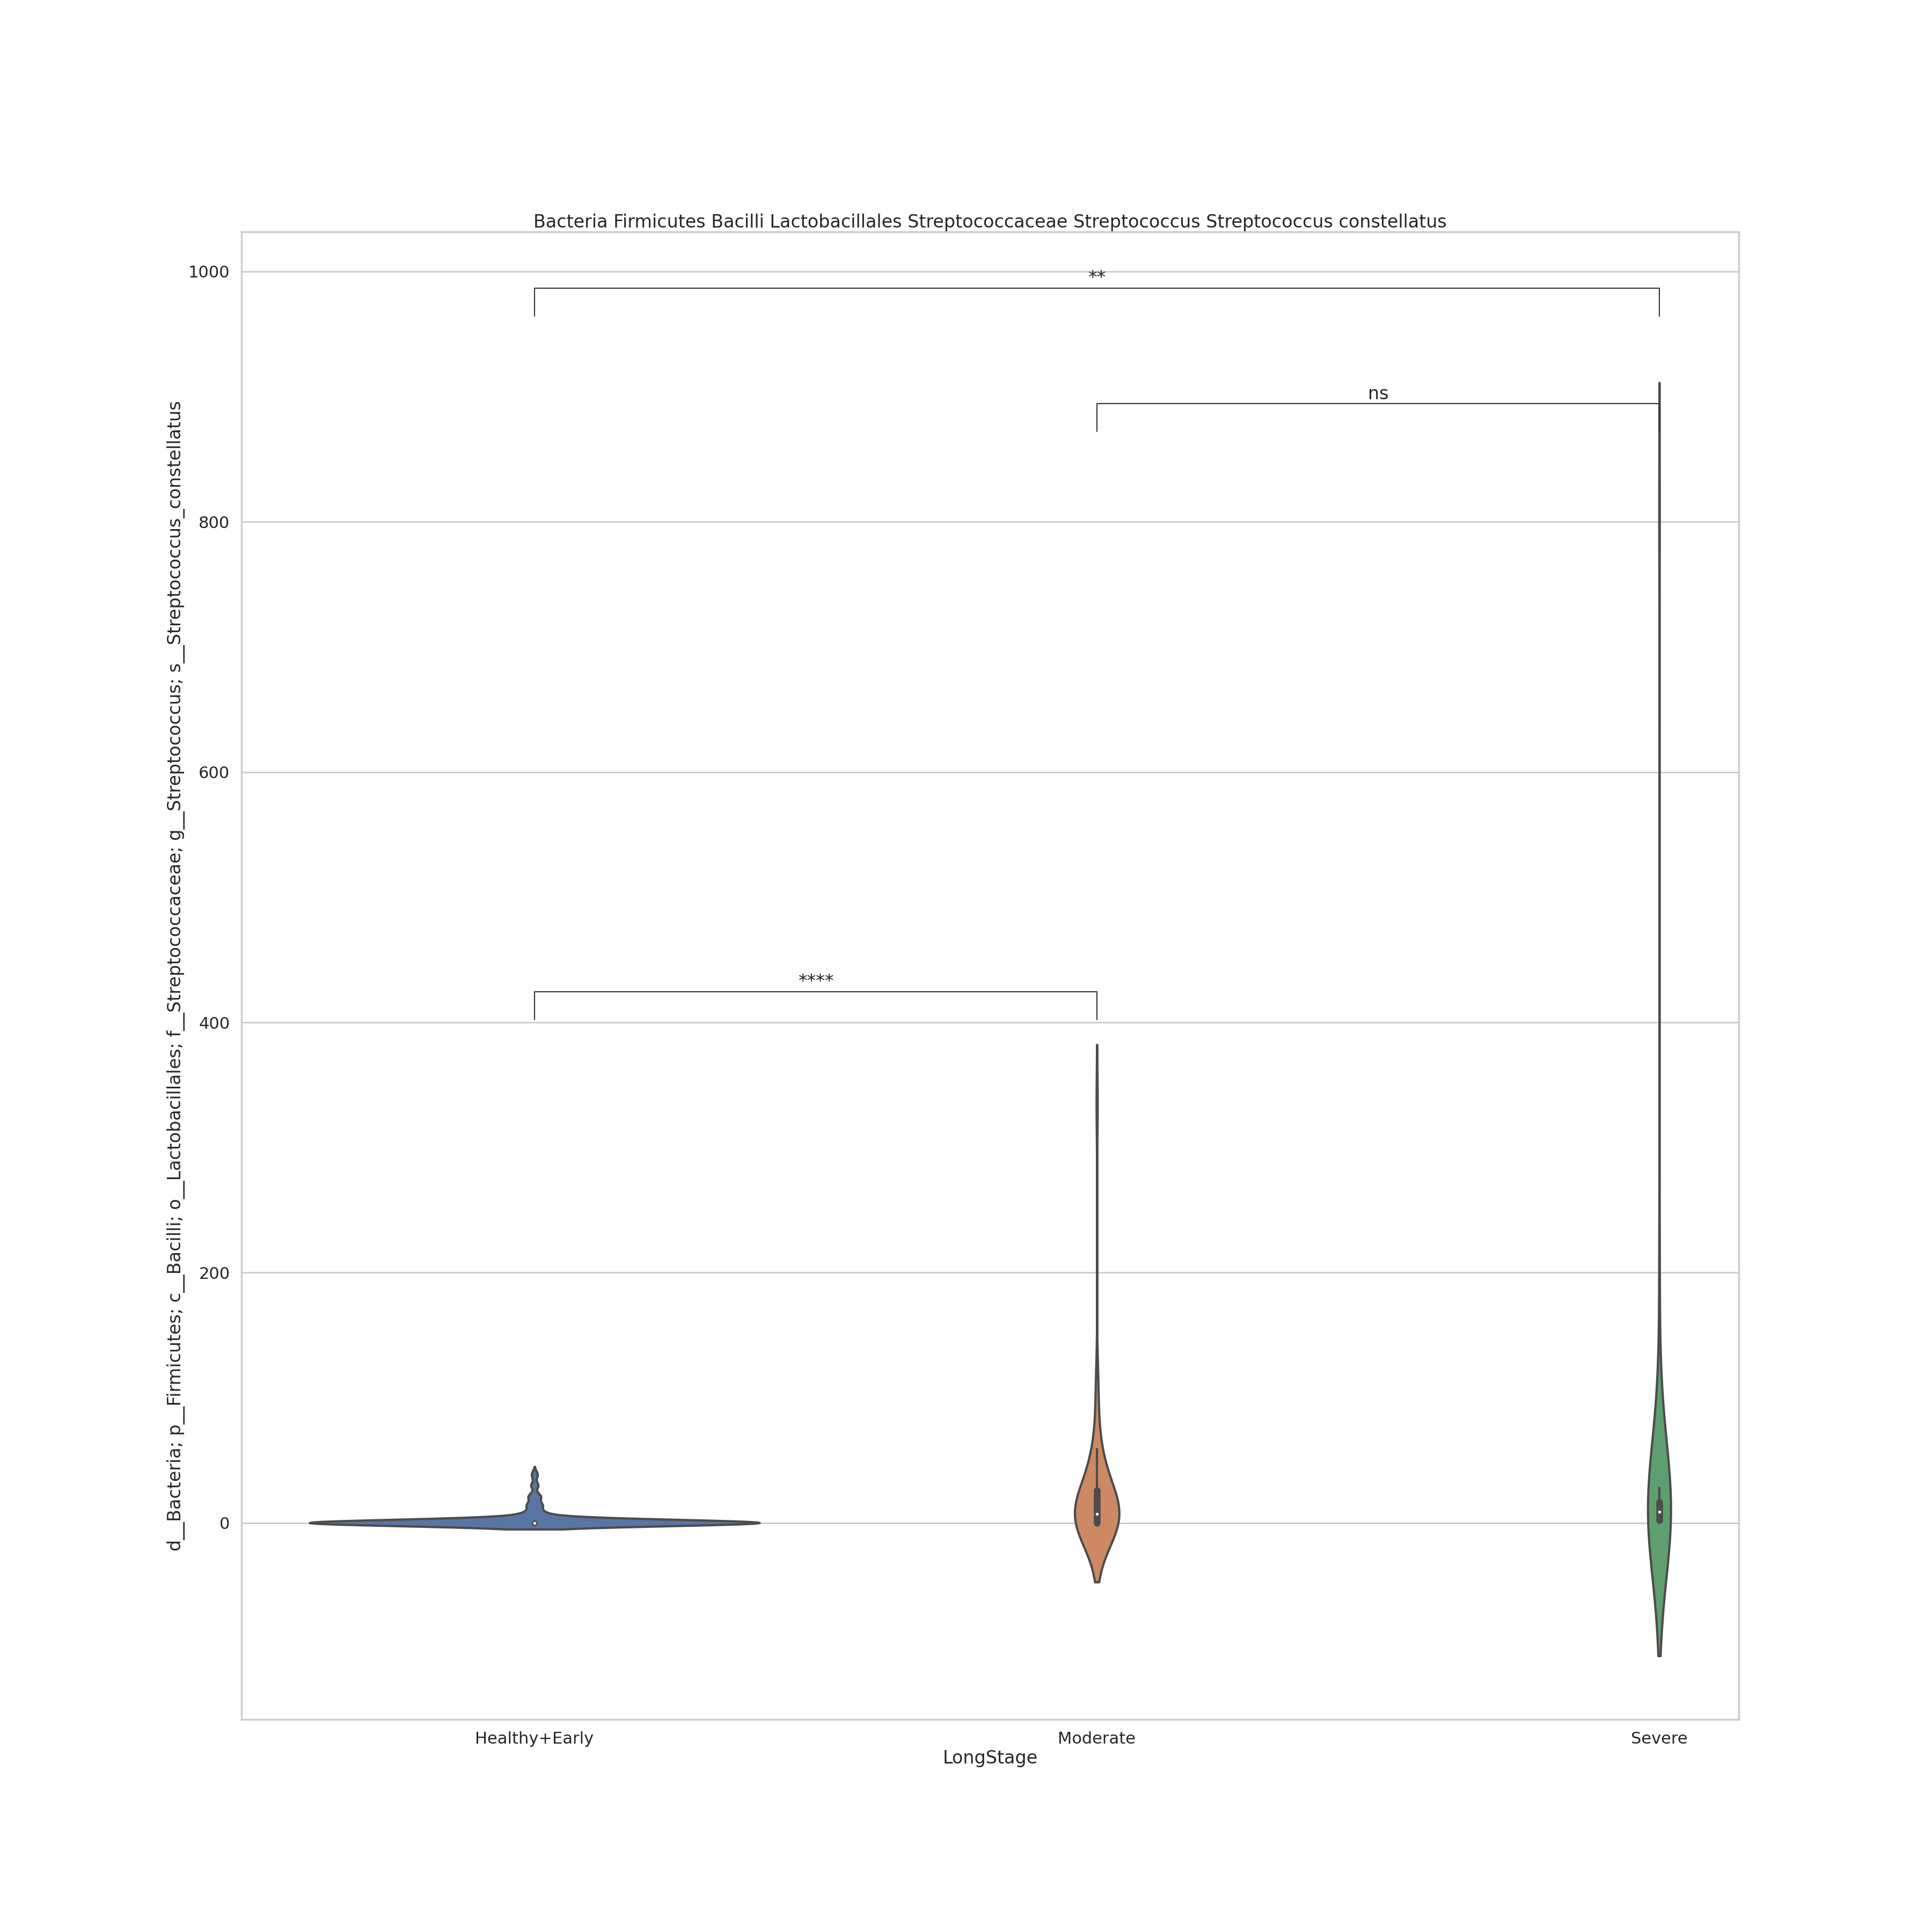 Bacteria Firmicutes Bacilli Lactobacillales Streptococcaceae Streptococcus Streptococcus constellatus
d__Bacteria; p__Firmicutes; c__Bacilli; o__Lactobacillales; f__Streptococcaceae; g__Streptococcus; s__Streptococcus_constellatus
1000
800
600
400
200
0
**
ns
****
Healthy+Early
Moderate
Severe
LongStage